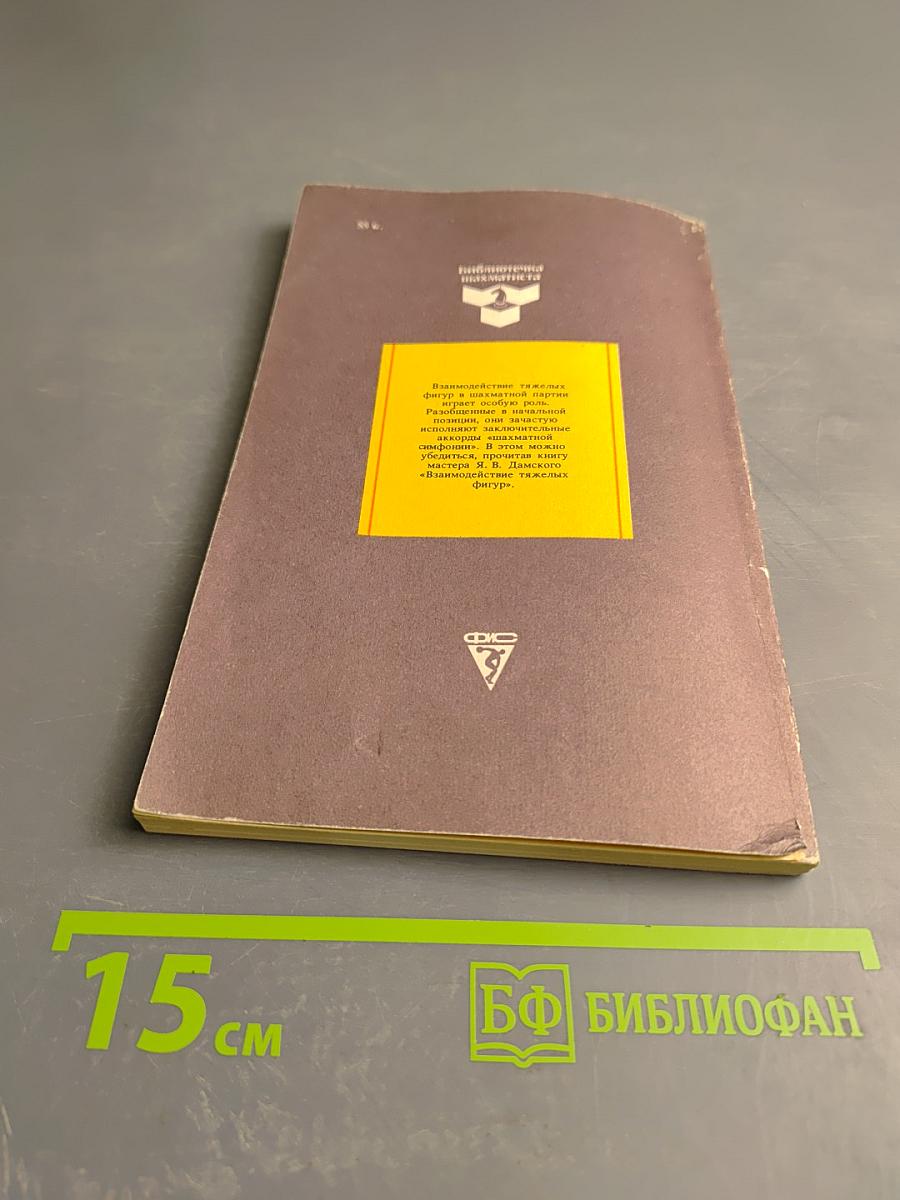 Библиотечка
шахматиста
Взаимодействие тяжелых
фигур в шахматной партии
играет особую роль.
Разобщенные в начальной
позиции, они зачастую
исполняют заключительные
аккорды «шахматной
симфонии». В этом можно
убедиться, прочитав книгу
мастера Я. В. Дамского
«Взаимодействие тяжелых
фигур».
ФИС
15 см
БФ БИБЛИОФАН